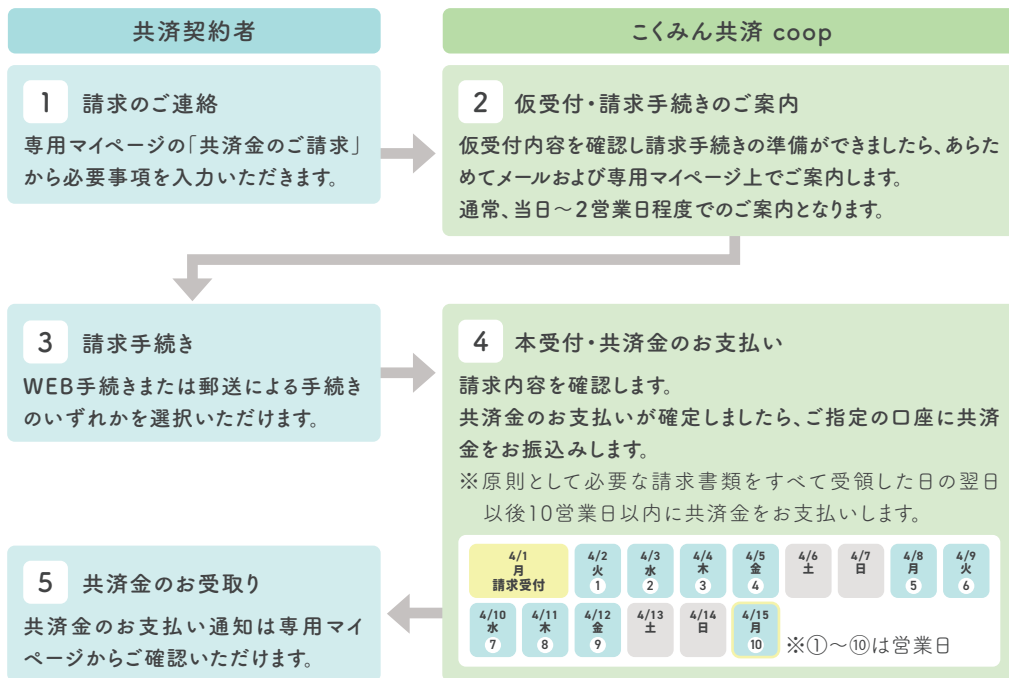 共済契約者
こくみん共済 coop
1 請求のご連絡
専用マイページの「共済金のご請求」
から必要事項を入力いただきます。
2 仮受付・請求手続きのご案内
仮受付内容を確認し請求手続きの準備ができましたら、あらた
めてメールおよび専用マイページ上でご案内します。
通常、当日～2営業日程度でのご案内となります。
3 請求手続き
WEB手続きまたは郵送による手続き
のいずれかを選択いただけます。
4 本受付・共済金のお支払い
請求内容を確認します。
共済金のお支払いが確定しましたら、ご指定の口座に共済
金をお振込みします。
※原則として必要な請求書類をすべて受領した日の翌日
以後10営業日以内に共済金をお支払いします。
4/1 4/2 4/3 4/4 4/5 4/6 4/7 4/8 4/9
月 火 水 木 金 土 日 月 火
請求受付 1 2 3 4 5 6
4/10 4/11 4/12 4/13 4/14 4/15
水 木 金 土 日 月
7 8 9 10 ※①～⑩は営業日
5 共済金のお受取り
共済金のお支払い通知は専用マイ
ページからご確認いただけます。